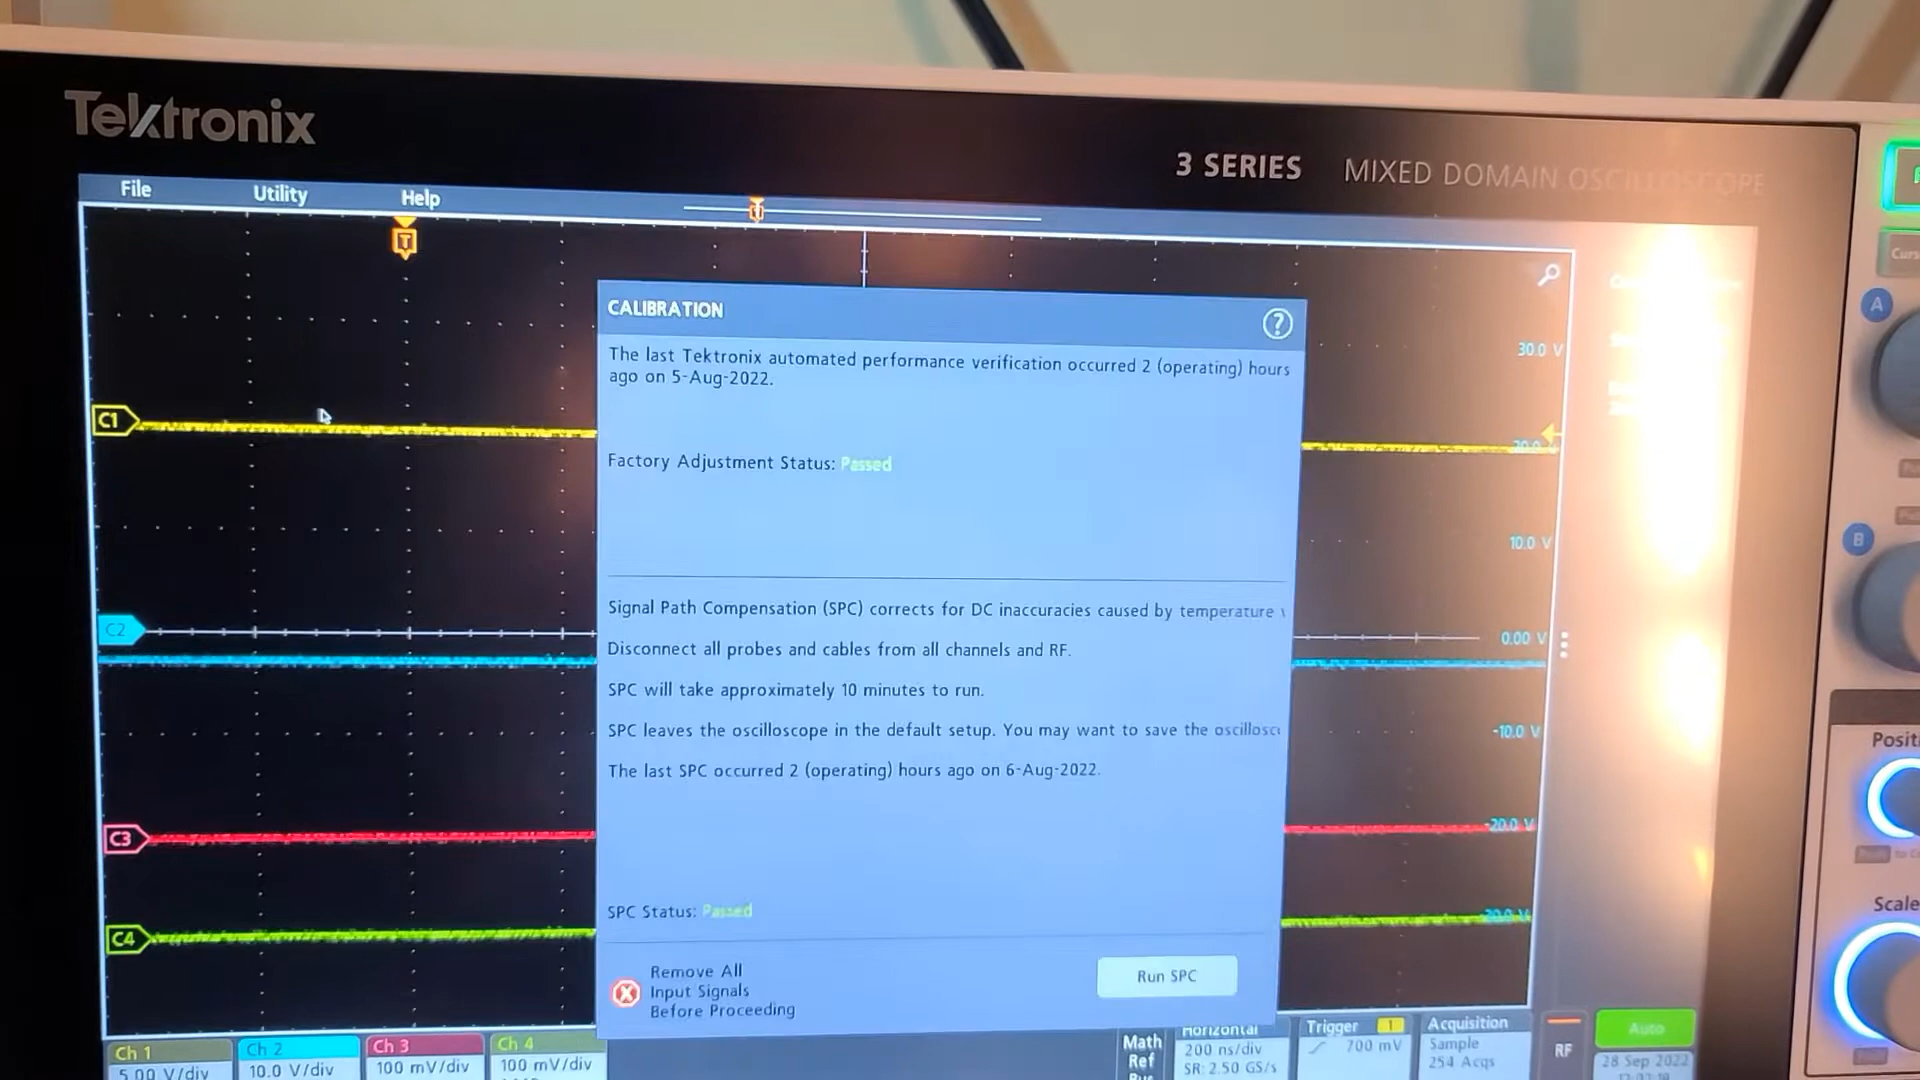 Tektronix
3 SERIES MIXED DOMAIN OSCILLOSCOPE
File Utility Help
T
T
CALIBRATION
?
The last Tektronix automated performance verification occurred 2 (operating) hours
ago on 5-Aug-2022.
Factory Adjustment Status: Passed
Signal Path Compensation (SPC) corrects for DC inaccuracies caused by temperature
Disconnect all probes and cables from all channels and RF.
SPC will take approximately 10 minutes to run.
SPC leaves the oscilloscope in the default setup. You may want to save the oscillosc
The last SPC occurred 2 (operating) hours ago on 6-Aug-2022.
SPC Status: Passed
Remove All
Input Signals
Before Proceeding
Run SPC
C1
C2
C3
C4
30.0 V
10.0 V
0.00 V
-10.0 V
-20.0 V
A
B
Curs
Positi
Scale
Ch 1
5.00 V/div
Ch 2
10.0 V/div
Ch 3
100 mV/div
Ch 4
100 mV/div
Math
Ref
Bus
Horizontal
200 ns/div
SR: 2.50 GS/s
Trigger 1
700 mV
Acquisition
Sample
254 Acqs
RF
Auto
28 Sep 2022